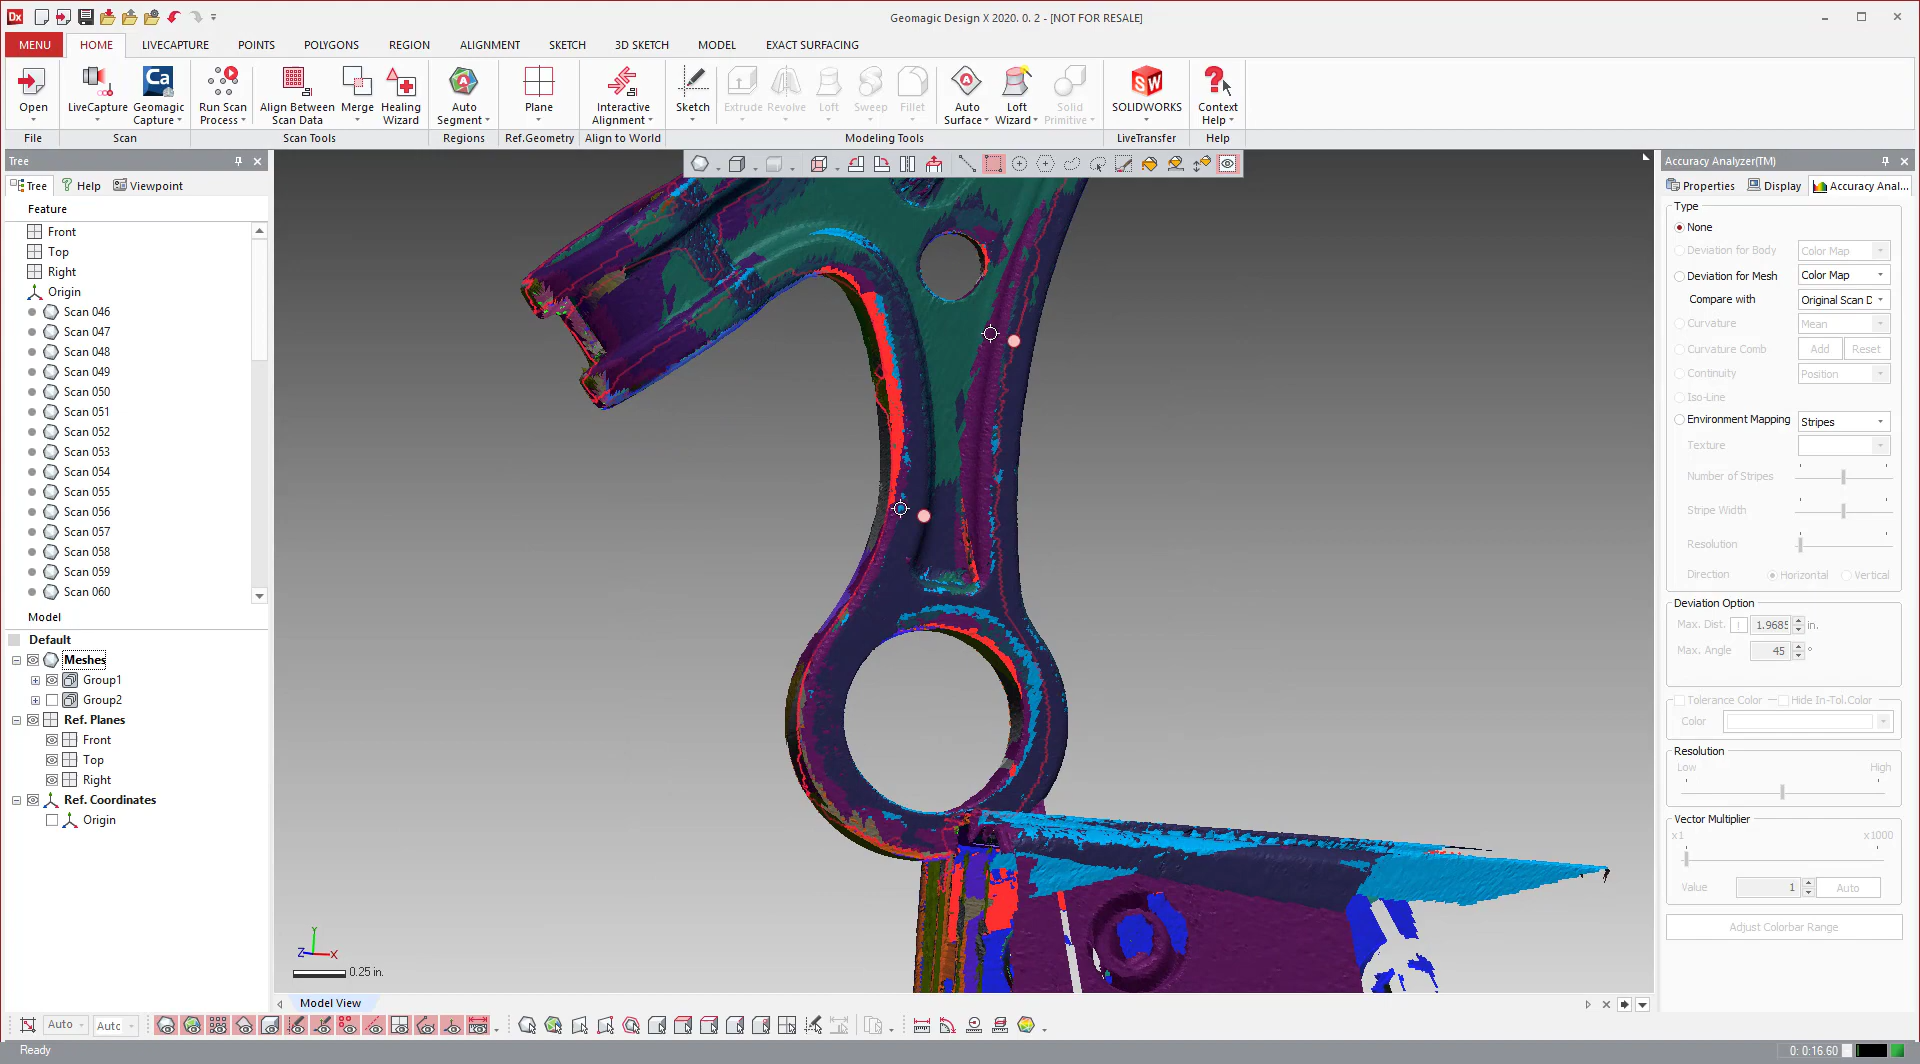 Dx
Geomagic Design X 2020. 0. 2 - [NOT FOR RESALE]
MENU HOME LIVECAPTURE POINTS POLYGONS REGION ALIGNMENT SKETCH 3D SKETCH MODEL EXACT SURFACING
Open LiveCapture Geomagic Capture Run Scan Process Align Between Scan Data Merge Healing Wizard Auto Segment Plane Interactive Alignment Sketch Extrude Revolve Loft Sweep Fillet Auto Surface Loft Wizard Solid Primitive SOLIDWORKS Context Help
File Scan Scan Tools Regions Ref.Geometry Align to World Modeling Tools LiveTransfer Help
Tree
Tree Help Viewpoint
Feature
Front
Top
Right
Origin
Scan 046
Scan 047
Scan 048
Scan 049
Scan 050
Scan 051
Scan 052
Scan 053
Scan 054
Scan 055
Scan 056
Scan 057
Scan 058
Scan 059
Scan 060
Model
Default
Meshes
Group1
Group2
Ref. Planes
Front
Top
Right
Ref. Coordinates
Origin
Y
Z X
0.25 in.
Model View
Accuracy Analyzer(TM)
Properties Display Accuracy Anal...
Type
None
Deviation for Body Color Map
Deviation for Mesh Color Map
Compare with Original Scan D
Curvature Mean
Curvature Comb Add Reset
Continuity Position
Iso-Line
Environment Mapping Stripes
Texture
Number of Stripes
Stripe Width
Resolution
Direction Horizontal Vertical
Deviation Option
Max. Dist. 1.9685 in.
Max. Angle 45 °
Tolerance Color Hide In-Tol.Color
Color
Resolution
Low High
Vector Multiplier
x1 x1000
Value 1 Auto
Adjust Colorbar Range
Auto Auto
Ready
0: 0:16.60